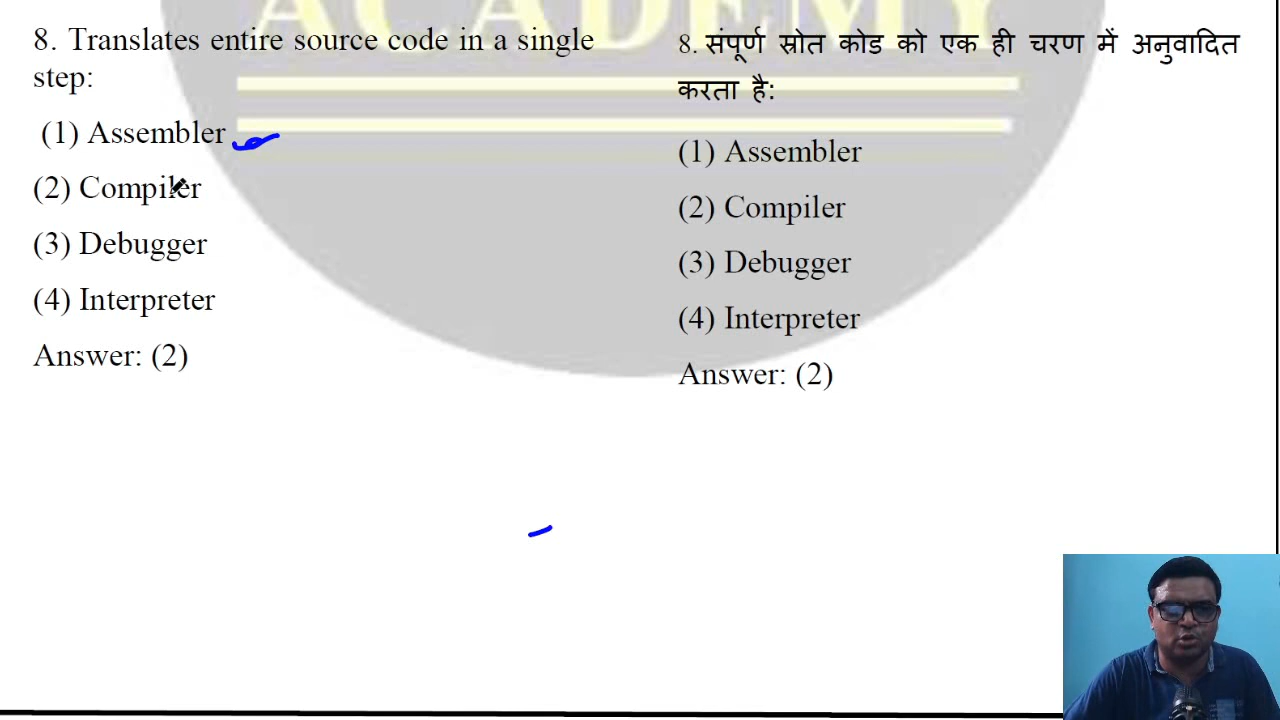 ACADEMY
8. Translates entire source code in a single
step:
(1) Assembler
(2) Compiler
(3) Debugger
(4) Interpreter
Answer: (2)
8. संपूर्ण स्रोत कोड को एक ही चरण में अनुवादित
करता है:
(1) Assembler
(2) Compiler
(3) Debugger
(4) Interpreter
Answer: (2)